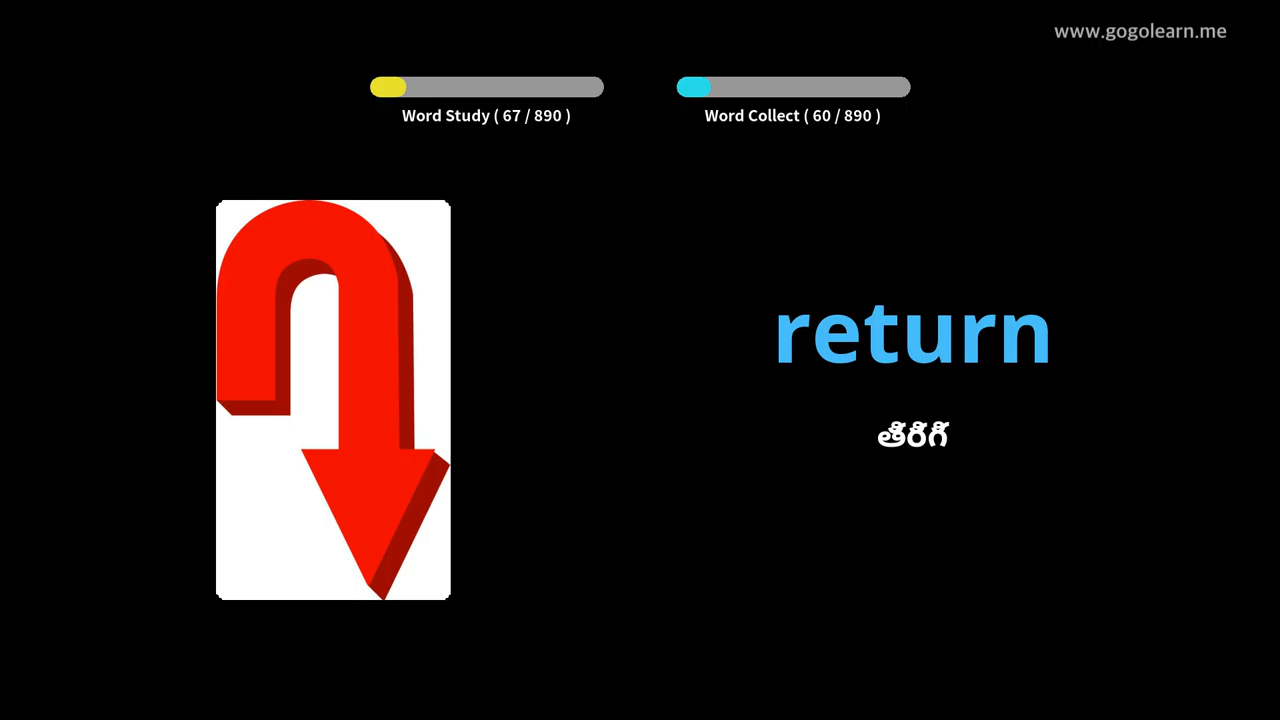 www.gogolearn.me
Word Study ( 67 / 890 )
Word Collect ( 60 / 890 )
return
తిరిగి